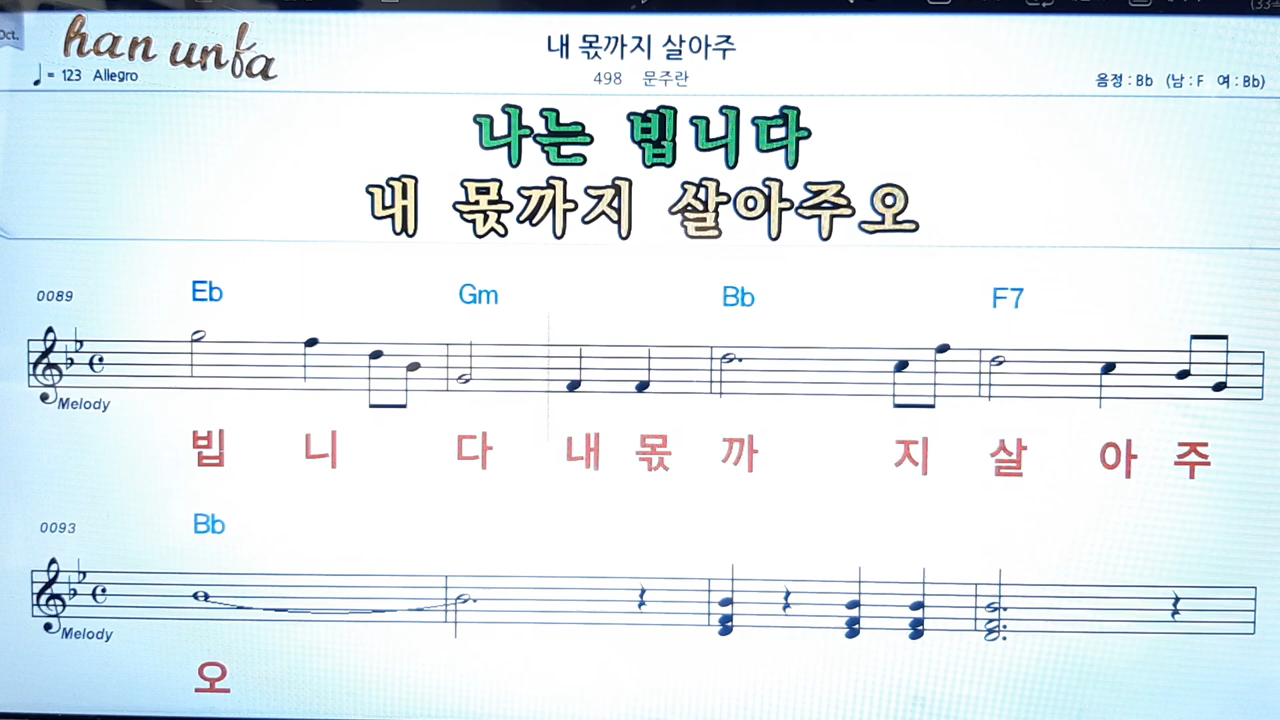 Oct.
han unfa
내 몫까지 살아주
♩= 123 Allegro
498 문주란
음정 : Bb (남 : F 여 : Bb)
나는 빕니다
내 몫까지 살아주오
0089 Eb Gm Bb F7
Melody
빕 니 다 내 몫 까 지 살 아 주
0093 Bb
Melody
오